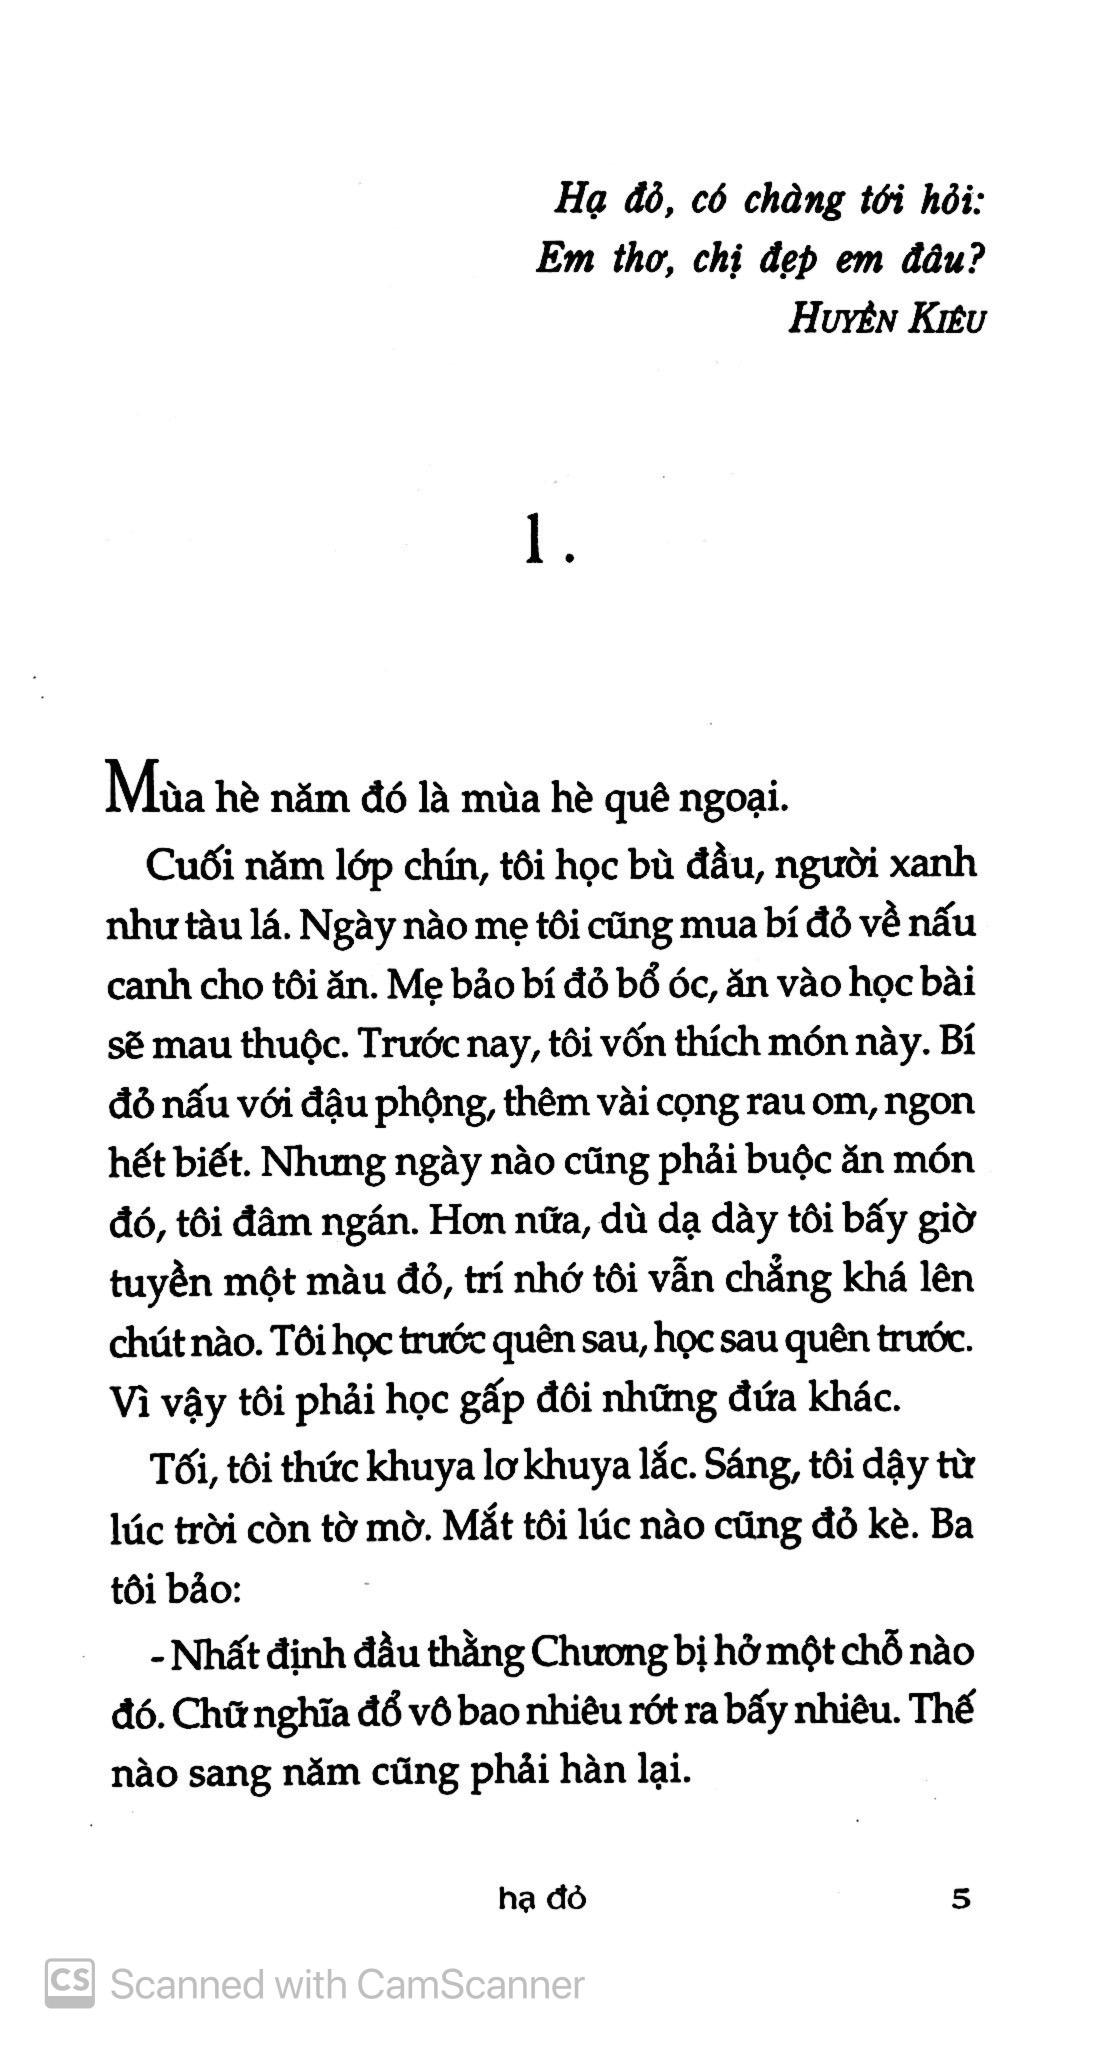 Hạ đỏ, có chàng tới hỏi:
Em thơ, chị đẹp em đâu?
HUYỀN KIÊU
1.
Mùa hè năm đó là mùa hè quê ngoại.
Cuối năm lớp chín, tôi học bù đầu, người xanh
như tàu lá. Ngày nào mẹ tôi cũng mua bí đỏ về nấu
canh cho tôi ăn. Mẹ bảo bí đỏ bổ óc, ăn vào học bài
sẽ mau thuộc. Trước nay, tôi vốn thích món này. Bí
đỏ nấu với đậu phộng, thêm vài cọng rau om, ngon
hết biết. Nhưng ngày nào cũng phải buộc ăn món
đó, tôi đâm ngán. Hơn nữa, dù dạ dày tôi bấy giờ
tuyền một màu đỏ, trí nhớ tôi vẫn chẳng khá lên
chút nào. Tôi học trước quên sau, học sau quên trước.
Vì vậy tôi phải học gấp đôi những đứa khác.
Tối, tôi thức khuya lơ khuya lắc. Sáng, tôi dậy từ
lúc trời còn tờ mờ. Mắt tôi lúc nào cũng đỏ kè. Ba
tôi bảo:
- Nhất định đầu thằng Chương bị hở một chỗ nào
đó. Chữ nghĩa đổ vô bao nhiêu rớt ra bấy nhiêu. Thế
nào sang năm cũng phải hàn lại.
hạ đỏ 5
CS Scanned with CamScanner